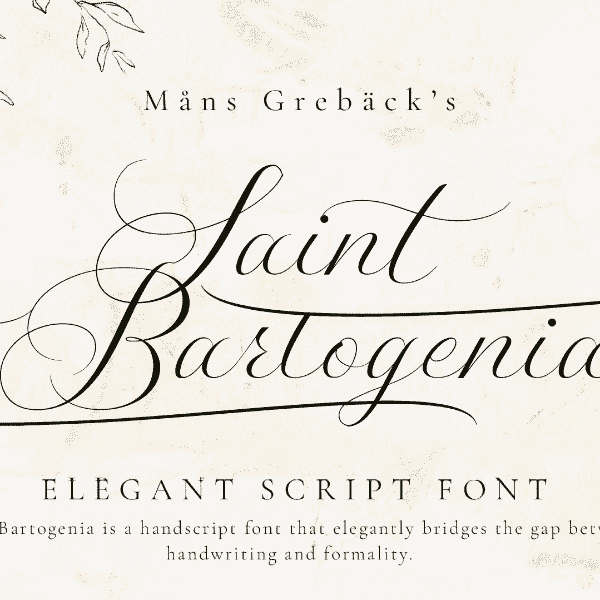 Måns Grebäck’s
Saint
Bartogenia
ELEGANT SCRIPT FONT
Bartogenia is a handscript font that elegantly bridges the gap
handwriting and formality.